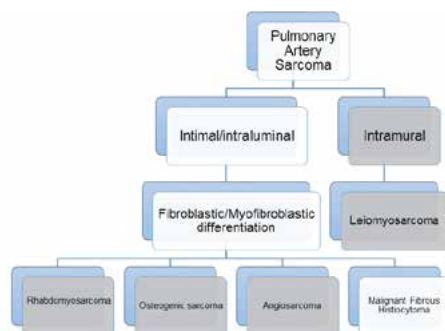 Pulmonary
Artery
Sarcoma
Intimal/intraluminal
Intramural
Fibroblastic/Myofibroblastic
differentiation
Leiomyosarcoma
Rhabdomyosarcoma
Osteogenic sarcoma
Angiosarcoma
Malignant Fibrous
Histiocytoma